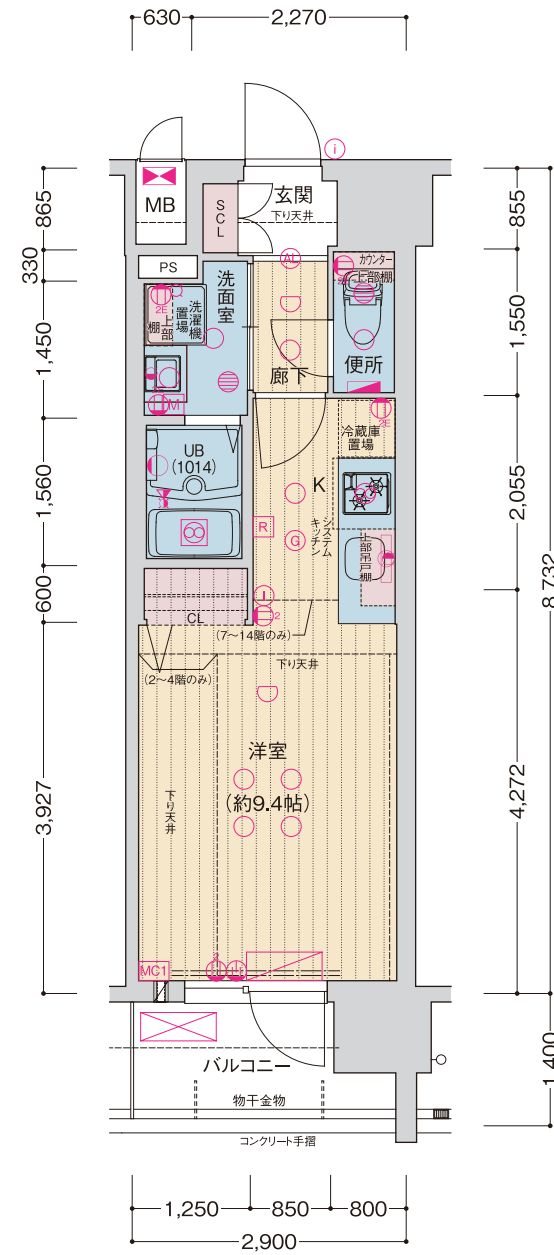 630
2,270
MB
SCL
玄関
下り天井
i
865
330
1,450
1,560
600
3,927
855
1,550
2,055
4,272
8,732
1,400
PS
洗面室
AL
カウンター
上部棚
2E
洗濯機
置場
上部
棚
2E
M
廊下
便所
2E
冷蔵庫
置場
UB
(1014)
K
R
G
システム
キッチン
上部吊戸棚
I
2
CL
(7〜14階のみ)
(2〜4階のみ)
下り天井
洋室
(約9.4帖)
下り天井
MC1
2
バルコニー
物干金物
コンクリート手摺
1,250
850
800
2,900